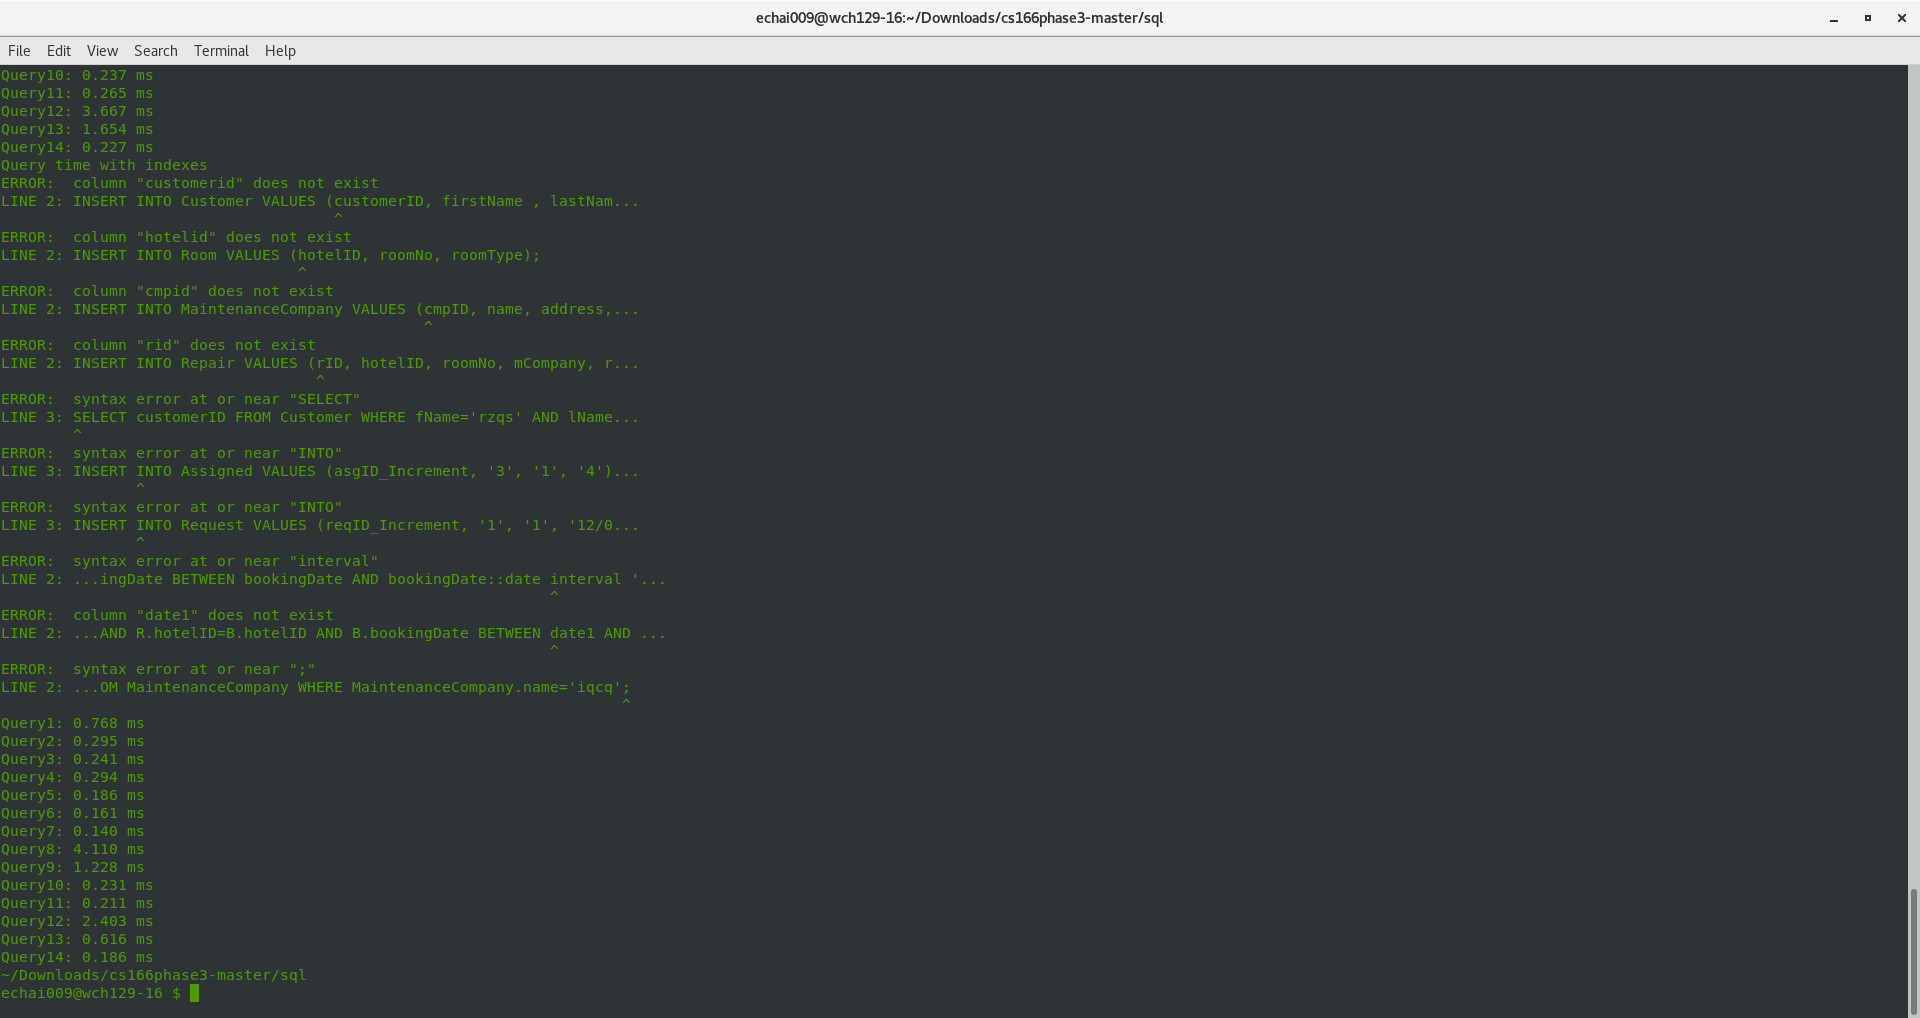 echai009@wch129-16:~/Downloads/cs166phase3-master/sql
File Edit View Search Terminal Help
Query10: 0.237 ms
Query11: 0.265 ms
Query12: 3.667 ms
Query13: 1.654 ms
Query14: 0.227 ms
Query time with indexes
ERROR:  column "customerid" does not exist
LINE 2: INSERT INTO Customer VALUES (customerID, firstName , lastNam...
^
ERROR:  column "hotelid" does not exist
LINE 2: INSERT INTO Room VALUES (hotelID, roomNo, roomType);
^
ERROR:  column "cmpid" does not exist
LINE 2: INSERT INTO MaintenanceCompany VALUES (cmpID, name, address,...
^
ERROR:  column "rid" does not exist
LINE 2: INSERT INTO Repair VALUES (rID, hotelID, roomNo, mCompany, r...
^
ERROR:  syntax error at or near "SELECT"
LINE 3: SELECT customerID FROM Customer WHERE fName='rzqs' AND lName...
^
ERROR:  syntax error at or near "INTO"
LINE 3: INSERT INTO Assigned VALUES (asgID_Increment, '3', '1', '4')...
^
ERROR:  syntax error at or near "INTO"
LINE 3: INSERT INTO Request VALUES (reqID_Increment, '1', '1', '12/0...
^
ERROR:  syntax error at or near "interval"
LINE 2: ...ingDate BETWEEN bookingDate AND bookingDate::date interval '...
^
ERROR:  column "date1" does not exist
LINE 2: ...AND R.hotelID=B.hotelID AND B.bookingDate BETWEEN date1 AND ...
^
ERROR:  syntax error at or near ";"
LINE 2: ...OM MaintenanceCompany WHERE MaintenanceCompany.name='iqcq';
^
Query1: 0.768 ms
Query2: 0.295 ms
Query3: 0.241 ms
Query4: 0.294 ms
Query5: 0.186 ms
Query6: 0.161 ms
Query7: 0.140 ms
Query8: 4.110 ms
Query9: 1.228 ms
Query10: 0.231 ms
Query11: 0.211 ms
Query12: 2.403 ms
Query13: 0.616 ms
Query14: 0.186 ms
~/Downloads/cs166phase3-master/sql
echai009@wch129-16 $